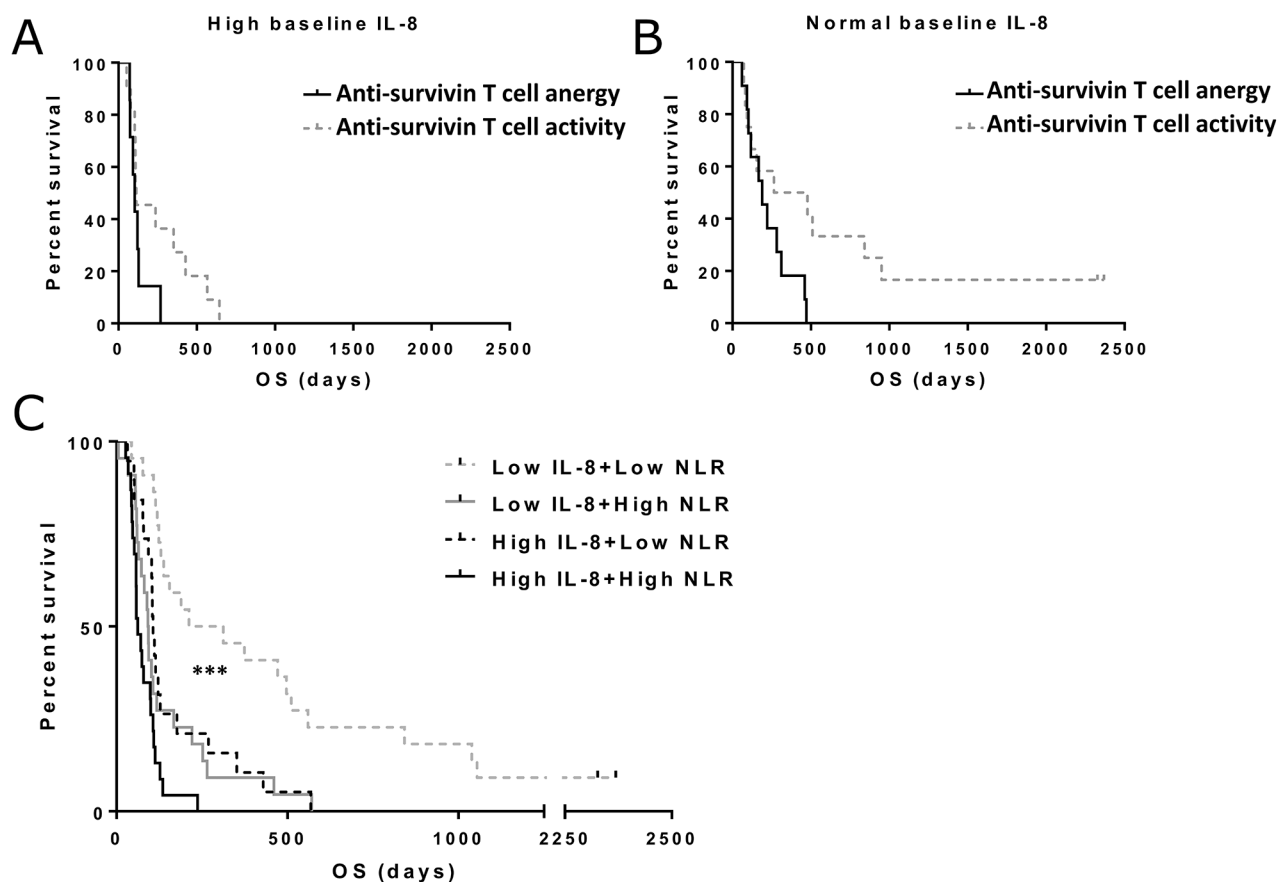 A
High baseline IL-8
Percent survival
100
80
60
40
20
0
Anti-survivin T cell anergy
Anti-survivin T cell activity
0 500 1000 1500 2000 2500
OS (days)
B
Normal baseline IL-8
Percent survival
100
80
60
40
20
0
Anti-survivin T cell anergy
Anti-survivin T cell activity
0 500 1000 1500 2000 2500
OS (days)
C
Percent survival
100
50
0
Low IL-8+Low NLR
Low IL-8+High NLR
High IL-8+Low NLR
High IL-8+High NLR
***
0 500 1000 2250 2500
OS (days)